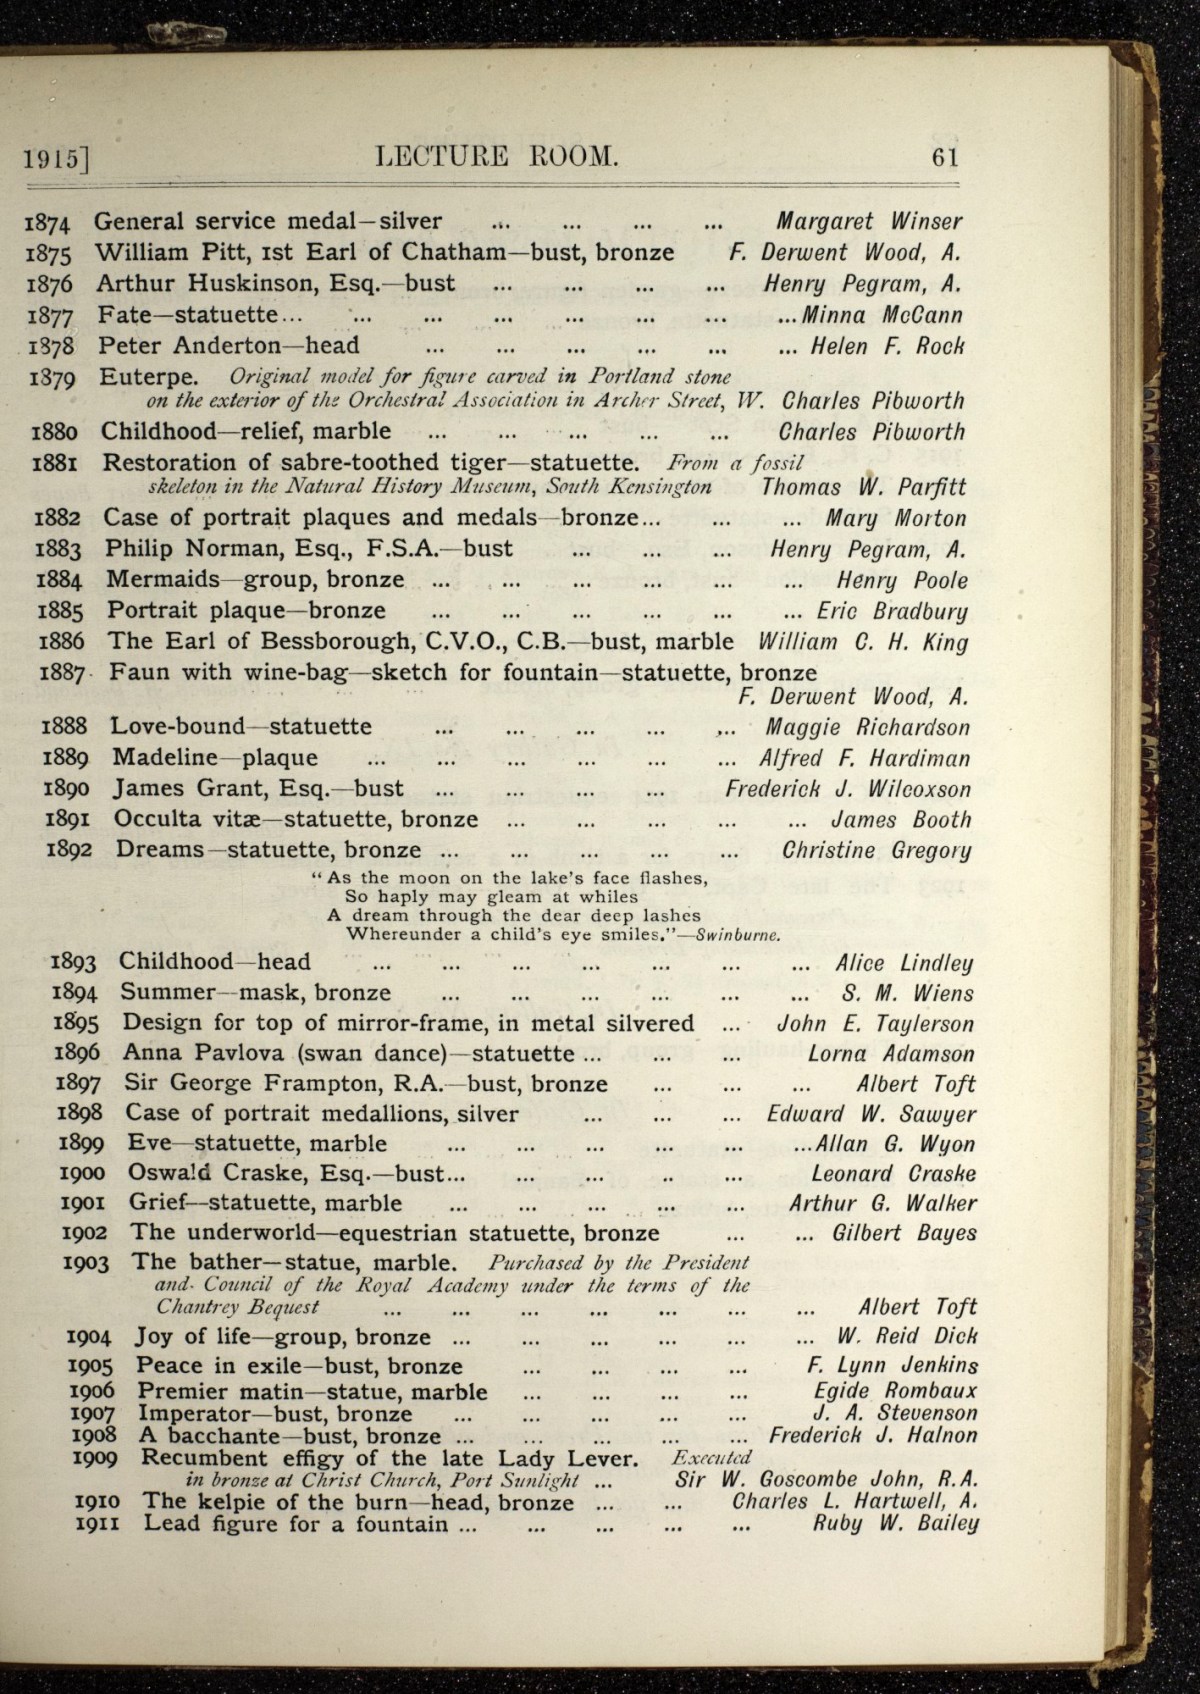 1915] LECTURE ROOM. 61
1874 General service medal—silver ... ... ... ... Margaret Winser
1875 William Pitt, 1st Earl of Chatham—bust, bronze F. Derwent Wood, A.
1876 Arthur Huskinson, Esq.—bust ... ... ... ... Henry Pegram, A.
1877 Fate—statuette... ... ... ... ... ... ... ...Minna McCann
1878 Peter Anderton—head ... ... ... ... ... ... Helen F. Rock
1879 Euterpe. Original model for figure carved in Portland stone
on the exterior of the Orchestral Association in Archer Street, W. Charles Pibworth
1880 Childhood—relief, marble ... ... ... ... ... Charles Pibworth
1881 Restoration of sabre-toothed tiger—statuette. From a fossil
skeleton in the Natural History Museum, South Kensington Thomas W. Parfitt
1882 Case of portrait plaques and medals—bronze... ... ... Mary Morton
1883 Philip Norman, Esq., F.S.A.—bust ... ... ... Henry Pegram, A.
1884 Mermaids—group, bronze ... ... ... ... ... ... Henry Poole
1885 Portrait plaque—bronze ... ... ... ... ... ... Eric Bradbury
1886 The Earl of Bessborough, C.V.O., C.B.—bust, marble William C. H. King
1887 Faun with wine-bag—sketch for fountain—statuette, bronze
F. Derwent Wood, A.
1888 Love-bound—statuette ... ... ... ... ... Maggie Richardson
1889 Madeline—plaque ... ... ... ... ... ... Alfred F. Hardiman
1890 James Grant, Esq.—bust ... ... ... ... Frederick J. Wilcoxson
1891 Occulta vitæ—statuette, bronze ... ... ... ... ... James Booth
1892 Dreams—statuette, bronze ... ... ... ... ... Christine Gregory
"As the moon on the lake's face flashes,
So haply may gleam at whiles
A dream through the dear deep lashes
Whereunder a child's eye smiles."—Swinburne.
1893 Childhood—head ... ... ... ... ... ... ... Alice Lindley
1894 Summer—mask, bronze ... ... ... ... ... ... S. M. Wiens
1895 Design for top of mirror-frame, in metal silvered ... John E. Taylerson
1896 Anna Pavlova (swan dance)—statuette ... ... ... Lorna Adamson
1897 Sir George Frampton, R.A.—bust, bronze ... ... ... Albert Toft
1898 Case of portrait medallions, silver ... ... ... Edward W. Sawyer
1899 Eve—statuette, marble ... ... ... ... ... ...Allan G. Wyon
1900 Oswald Craske, Esq.—bust... ... ... .. ... Leonard Craske
1901 Grief—statuette, marble ... ... ... ... ... Arthur G. Walker
1902 The underworld—equestrian statuette, bronze ... ... Gilbert Bayes
1903 The bather—statue, marble. Purchased by the President
and Council of the Royal Academy under the terms of the
Chantrey Bequest ... ... ... ... ... ... ... Albert Toft
1904 Joy of life—group, bronze ... ... ... ... ... ... W. Reid Dick
1905 Peace in exile—bust, bronze ... ... ... ... F. Lynn Jenkins
1906 Premier matin—statue, marble ... ... ... ... Egide Rombaux
1907 Imperator—bust, bronze ... ... ... ... ... J. A. Stevenson
1908 A bacchante—bust, bronze ... ... ... ... ... Frederick J. Halnon
1909 Recumbent effigy of the late Lady Lever. Executed
in bronze at Christ Church, Port Sunlight ... Sir W. Goscombe John, R.A.
1910 The kelpie of the burn—head, bronze ... ... Charles L. Hartwell, A.
1911 Lead figure for a fountain ... ... ... ... ... Ruby W. Bailey